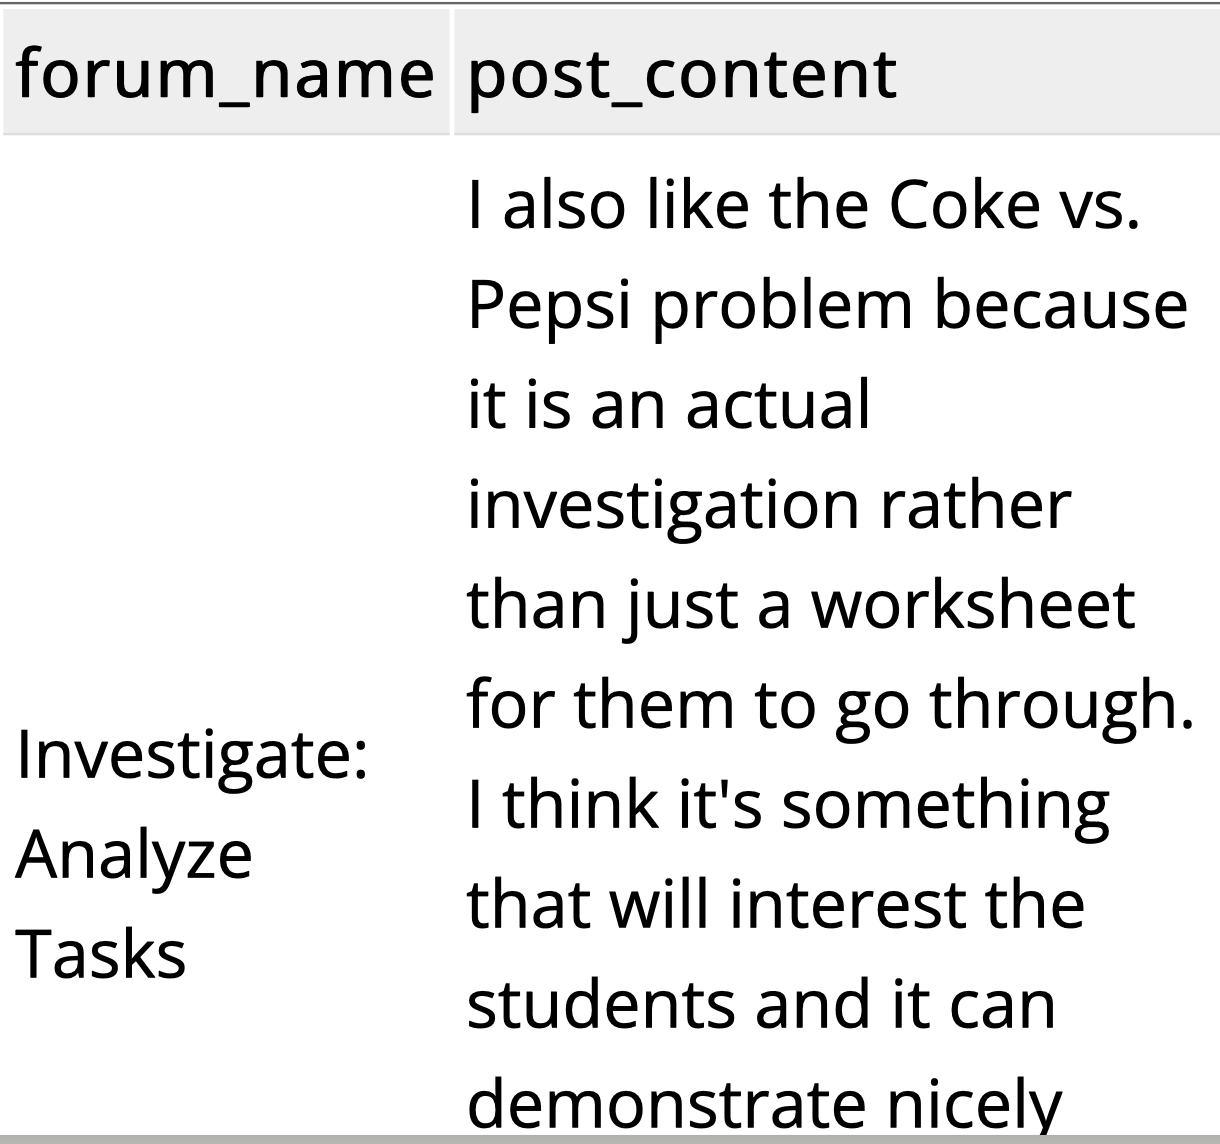 forum_name post_content
I also like the Coke vs.
Pepsi problem because
it is an actual
investigation rather
than just a worksheet
for them to go through.
I think it's something
that will interest the
students and it can
demonstrate nicely
Investigate:
Analyze
Tasks